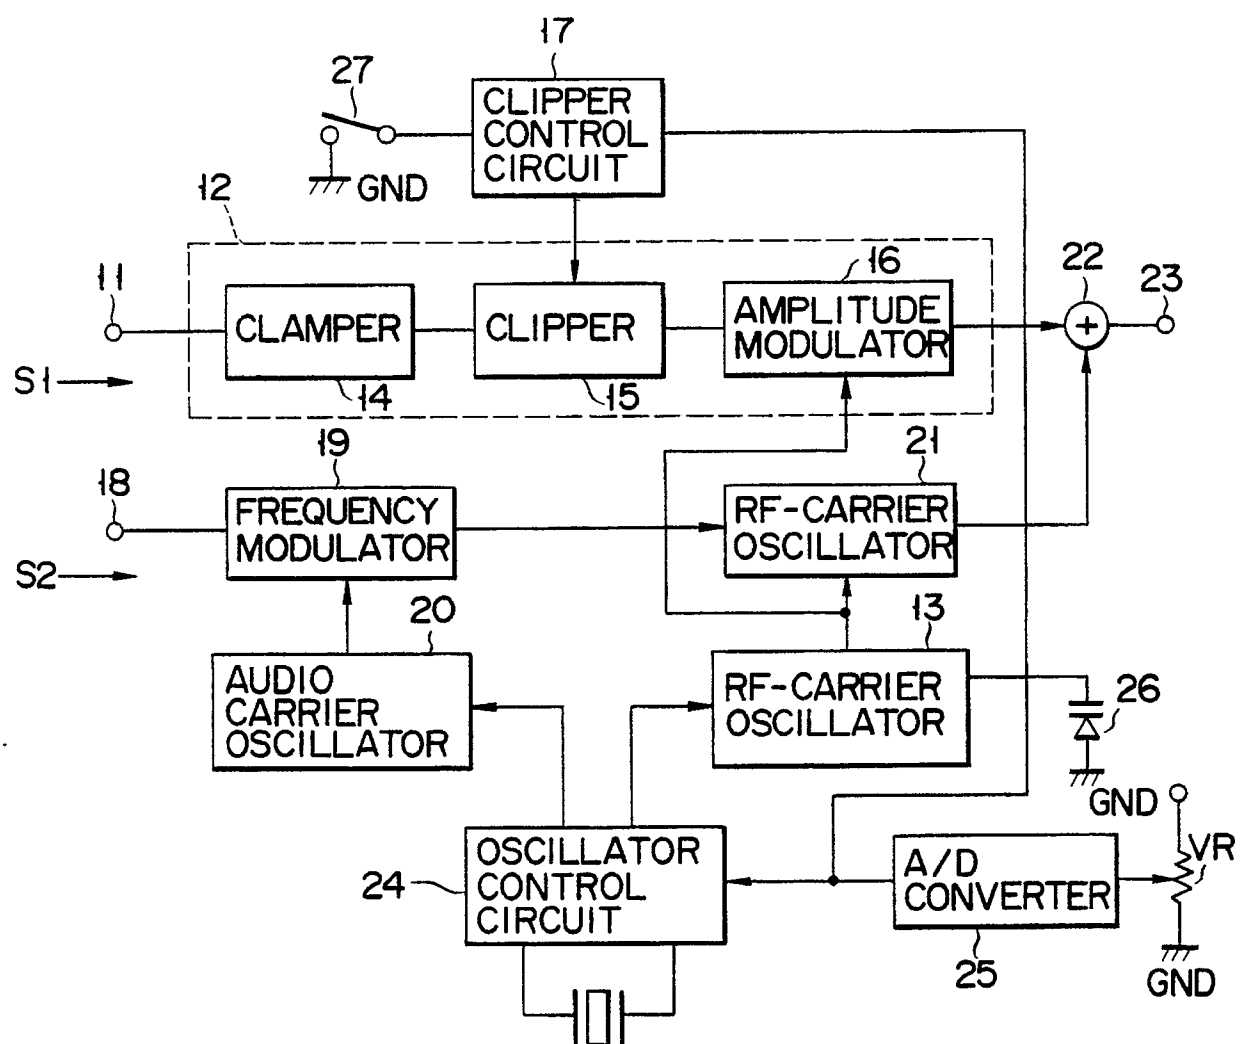 17
27
CLIPPER
CONTROL
CIRCUIT
GND
12
11
16
22
23
CLAMPER
CLIPPER
AMPLITUDE
MODULATOR
+
S1
14
15
19
21
18
FREQUENCY
MODULATOR
RF-CARRIER
OSCILLATOR
S2
20
13
AUDIO
CARRIER
OSCILLATOR
RF-CARRIER
OSCILLATOR
26
GND
OSCILLATOR
CONTROL
CIRCUIT
24
A/D
CONVERTER
VR
25
GND